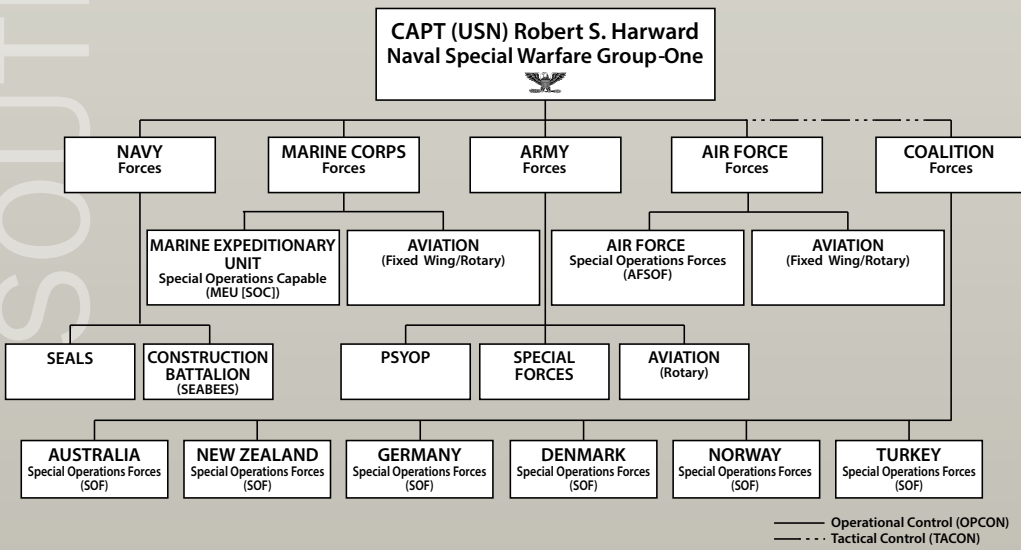 SOUTH
CAPT (USN) Robert S. Harward
Naval Special Warfare Group-One
NAVY
Forces
MARINE CORPS
Forces
ARMY
Forces
AIR FORCE
Forces
COALITION
Forces
MARINE EXPEDITIONARY
UNIT
Special Operations Capable
(MEU [SOC])
AVIATION
(Fixed Wing/Rotary)
AIR FORCE
Special Operations Forces
(AFSOF)
AVIATION
(Fixed Wing/Rotary)
SEALS
CONSTRUCTION
BATTALION
(SEABEES)
PSYOP
SPECIAL
FORCES
AVIATION
(Rotary)
AUSTRALIA
Special Operations Forces
(SOF)
NEW ZEALAND
Special Operations Forces
(SOF)
GERMANY
Special Operations Forces
(SOF)
DENMARK
Special Operations Forces
(SOF)
NORWAY
Special Operations Forces
(SOF)
TURKEY
Special Operations Forces
(SOF)
Operational Control (OPCON)
Tactical Control (TACON)